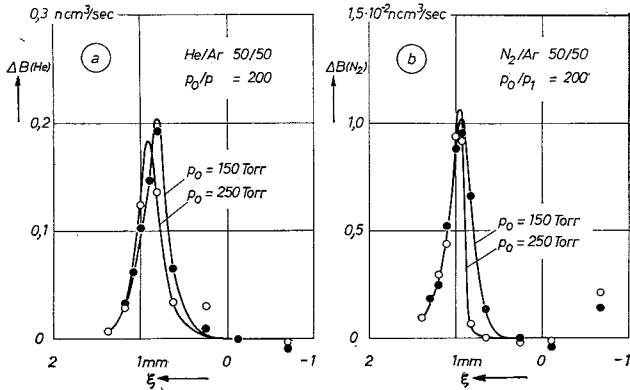 0,3 ncm³/sec
ΔB(He)
a
He/Ar 50/50
p₀/p = 200
0,2
p₀ = 150 Torr
p₀ = 250 Torr
0,1
0
2
1mm
0
-1
ξ
1,5·10⁻² ncm³/sec
ΔB(N₂)
b
N₂/Ar 50/50
p₀/p₁ = 200
1,0
0,5
p₀ = 150 Torr
p₀ = 250 Torr
0
2
1mm
0
-1
ξ